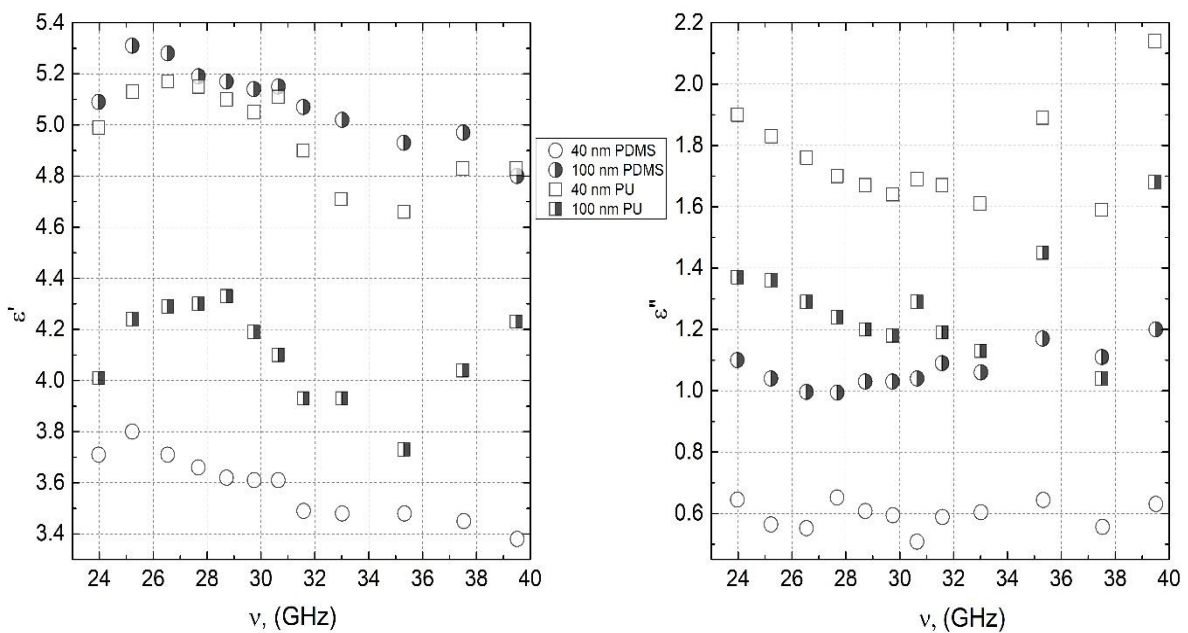 5.4
5.2
5.0
4.8
4.6
4.4
4.2
4.0
3.8
3.6
3.4
ε'
24 26 28 30 32 34 36 38 40
ν, (GHz)
40 nm PDMS
100 nm PDMS
40 nm PU
100 nm PU
2.2
2.0
1.8
1.6
1.4
1.2
1.0
0.8
0.6
ε"
24 26 28 30 32 34 36 38 40
ν, (GHz)